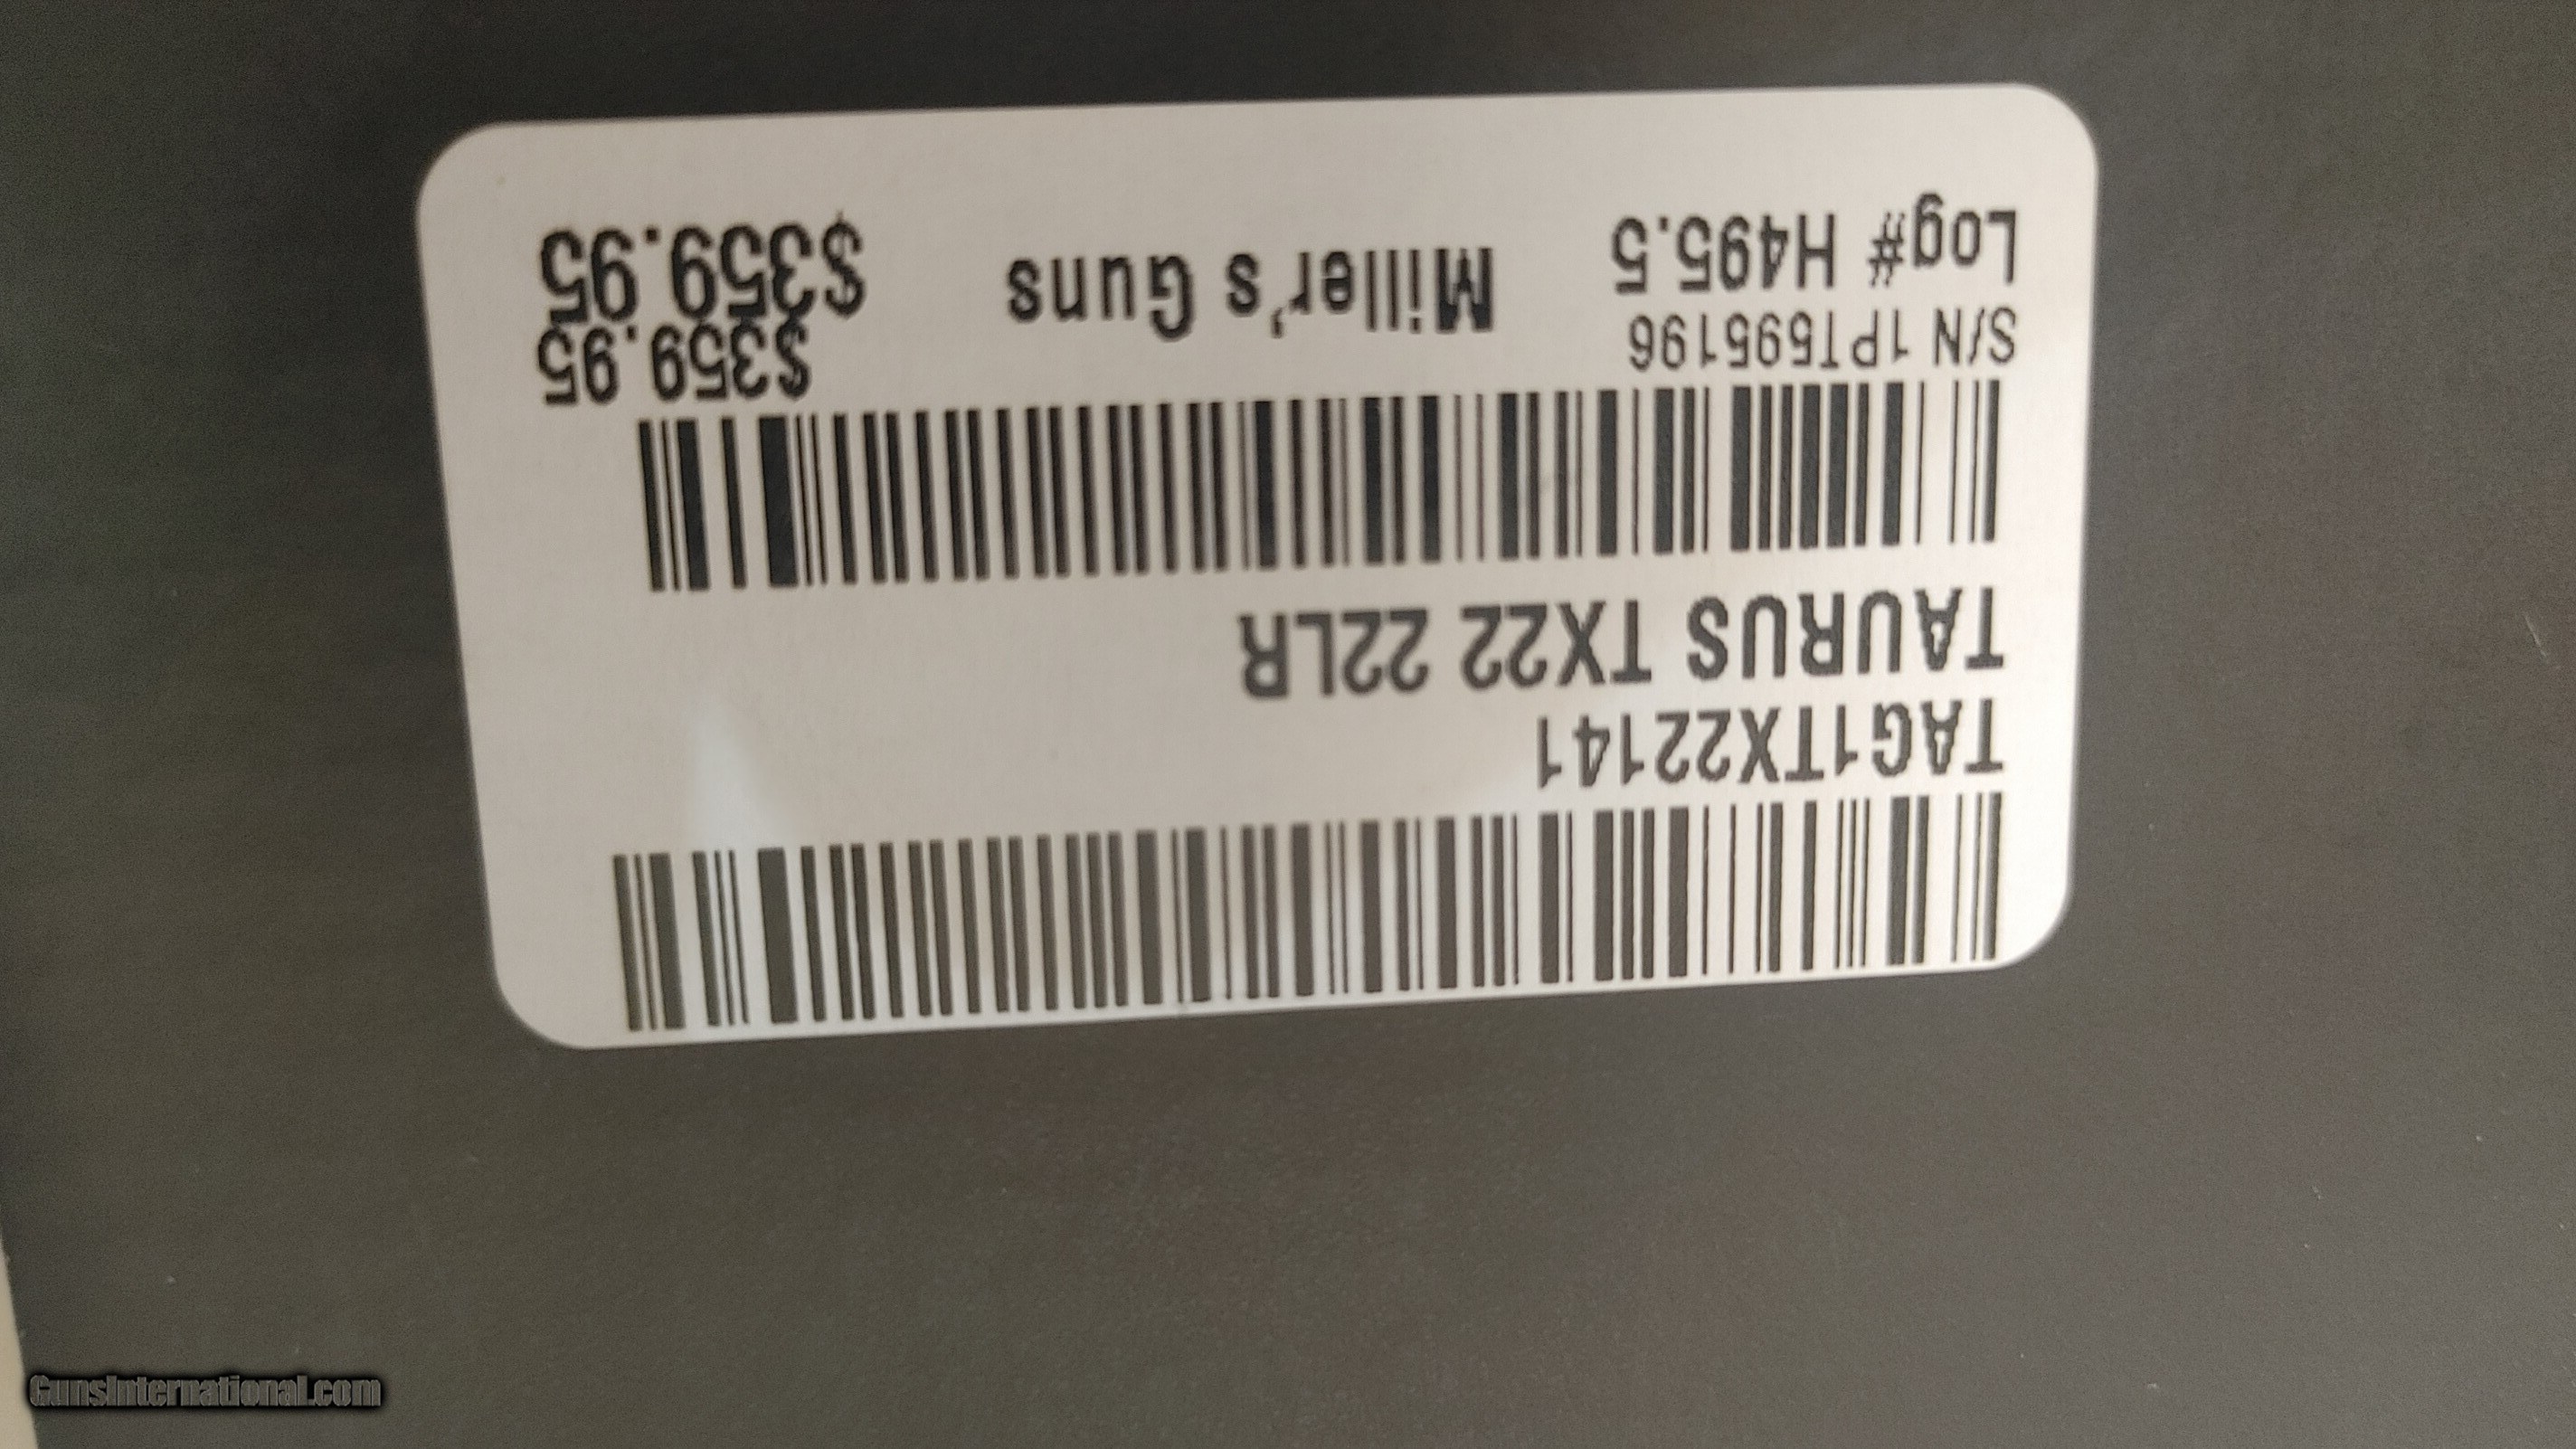 TAG1TX22141
TAURUS TX22 22LR
$359.95
S/N 1PT595196
Log# H495.5
Miller's Guns
$359.95
GunsInternational.com